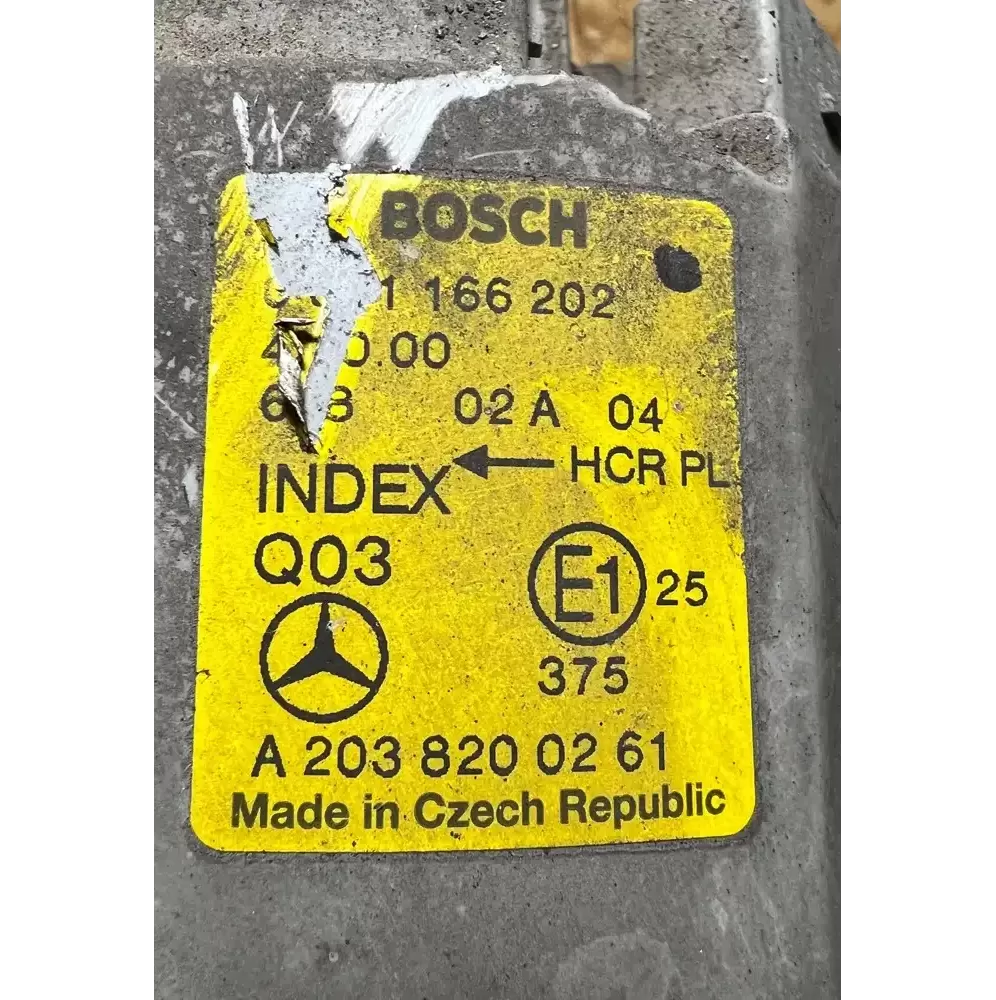 BOSCH
1 166 202
0.00
02 A 04
INDEX ← HCR PL
Q03
E1 25
375
A 203 820 02 61
Made in Czech Republic